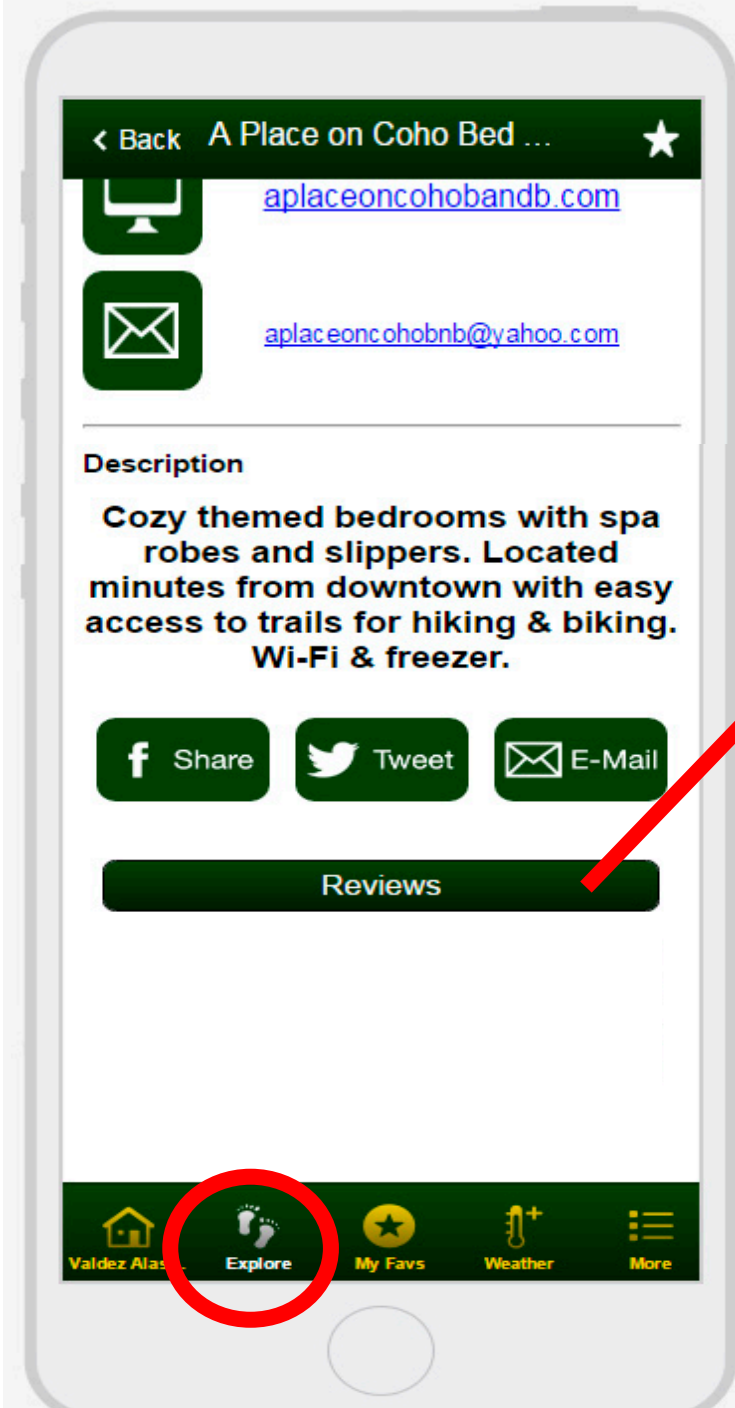 Back A Place on Coho Bed ...
aplaceoncohobandb.com
aplaceoncohobnb@yahoo.com
Description
Cozy themed bedrooms with spa
robes and slippers. Located
minutes from downtown with easy
access to trails for hiking & biking.
Wi-Fi & freezer.
f Share Tweet E-Mail
Reviews
Valdez Alas... Explore My Favs Weather More